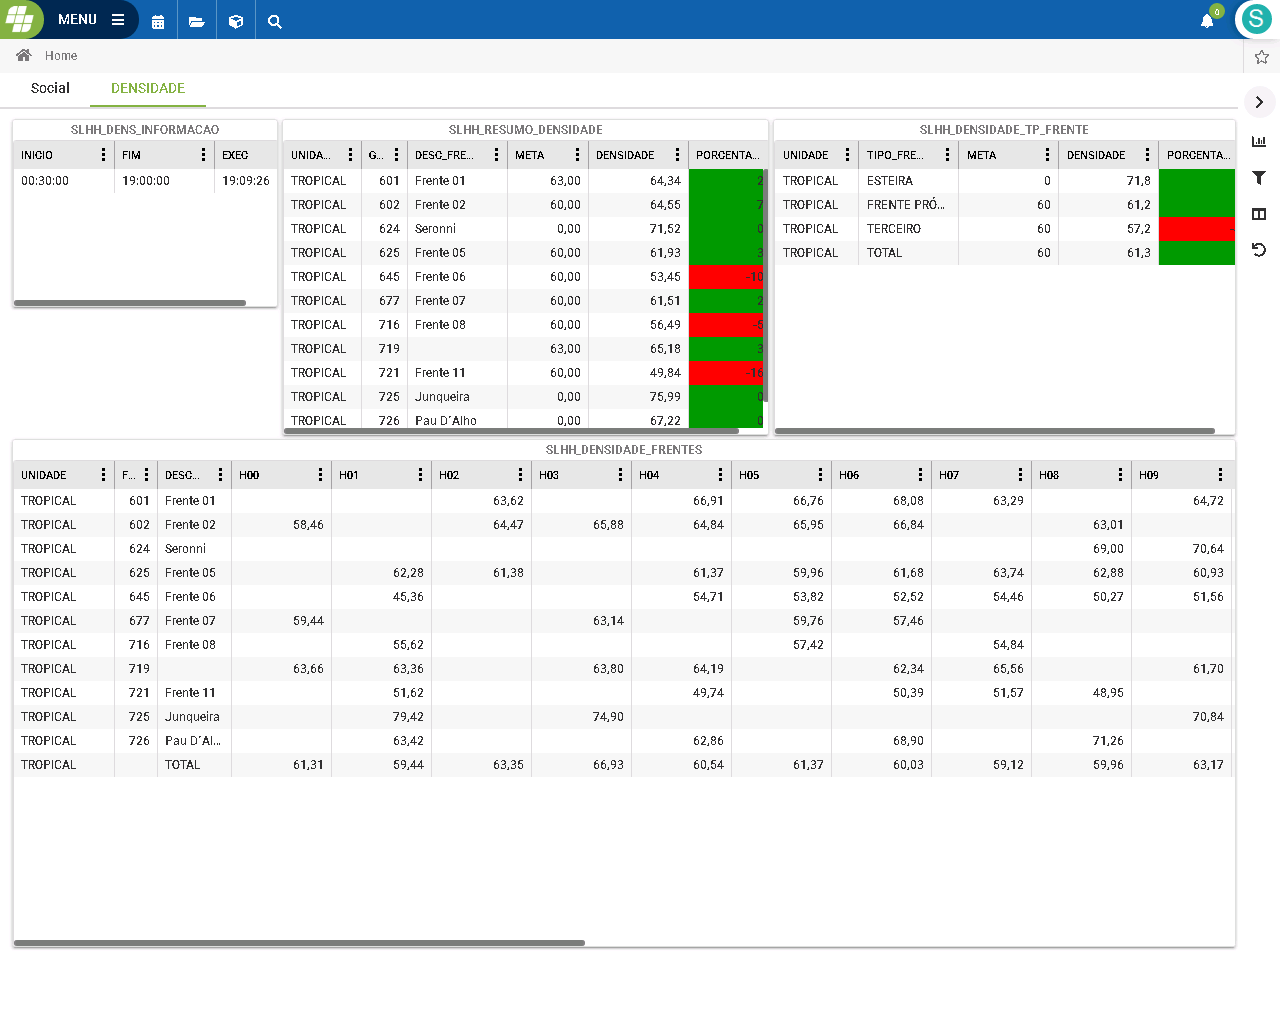 MENU
0
S
Home
Social DENSIDADE
SLHH_DENS_INFORMACAO
INICIO FIM EXEC
00:30:00 19:00:00 19:09:26
SLHH_RESUMO_DENSIDADE
UNIDA... G... DESC_FRE... META DENSIDADE PORCENTA...
TROPICAL 601 Frente 01 63,00 64,34 2
TROPICAL 602 Frente 02 60,00 64,55 7
TROPICAL 624 Seronni 0,00 71,52 0
TROPICAL 625 Frente 05 60,00 61,93 3
TROPICAL 645 Frente 06 60,00 53,45 -10
TROPICAL 677 Frente 07 60,00 61,51 2
TROPICAL 716 Frente 08 60,00 56,49 -5
TROPICAL 719 63,00 65,18 3
TROPICAL 721 Frente 11 60,00 49,84 -16
TROPICAL 725 Junqueira 0,00 75,99 0
TROPICAL 726 Pau D´Alho 0,00 67,22 0
SLHH_DENSIDADE_TP_FRENTE
UNIDADE TIPO_FRE... META DENSIDADE PORCENTA...
TROPICAL ESTEIRA 0 71,8
TROPICAL FRENTE PRÓ... 60 61,2
TROPICAL TERCEIRO 60 57,2
TROPICAL TOTAL 60 61,3
SLHH_DENSIDADE_FRENTES
UNIDADE F... DESC... H00 H01 H02 H03 H04 H05 H06 H07 H08 H09
TROPICAL 601 Frente 01 63,62 66,91 66,76 68,08 63,29 64,72
TROPICAL 602 Frente 02 58,46 64,47 65,88 64,84 65,95 66,84 63,01
TROPICAL 624 Seronni 69,00 70,64
TROPICAL 625 Frente 05 62,28 61,38 61,37 59,96 61,68 63,74 62,88 60,93
TROPICAL 645 Frente 06 45,36 54,71 53,82 52,52 54,46 50,27 51,56
TROPICAL 677 Frente 07 59,44 63,14 59,76 57,46
TROPICAL 716 Frente 08 55,62 57,42 54,84
TROPICAL 719 63,66 63,36 63,80 64,19 62,34 65,56 61,70
TROPICAL 721 Frente 11 51,62 49,74 50,39 51,57 48,95
TROPICAL 725 Junqueira 79,42 74,90 70,84
TROPICAL 726 Pau D´Al... 63,42 62,86 68,90 71,26
TROPICAL TOTAL 61,31 59,44 63,35 66,93 60,54 61,37 60,03 59,12 59,96 63,17